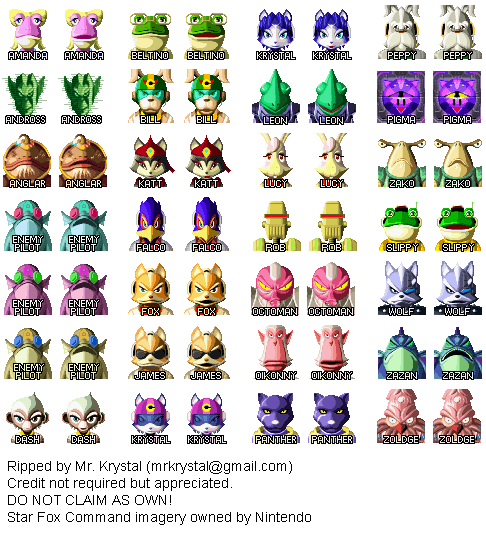 AMANDA AMANDA BELTINO BELTINO KRYSTAL KRYSTAL PEPPY PEPPY
ANDROSS ANDROSS BILL BILL LEON LEON PIGMA PIGMA
ANGLAR ANGLAR KATT KATT LUCY LUCY ZAKO ZAKO
ENEMY PILOT ENEMY PILOT FALCO FALCO ROB ROB SLIPPY SLIPPY
ENEMY PILOT ENEMY PILOT FOX FOX OCTOMAN OCTOMAN WOLF WOLF
ENEMY PILOT ENEMY PILOT JAMES JAMES OIKONNY OIKONNY ZAZAN ZAZAN
DASH DASH KRYSTAL KRYSTAL PANTHER PANTHER ZOLDGE ZOLDGE
Ripped by Mr. Krystal (mrkrystal@gmail.com)
Credit not required but appreciated.
DO NOT CLAIM AS OWN!
Star Fox Command imagery owned by Nintendo